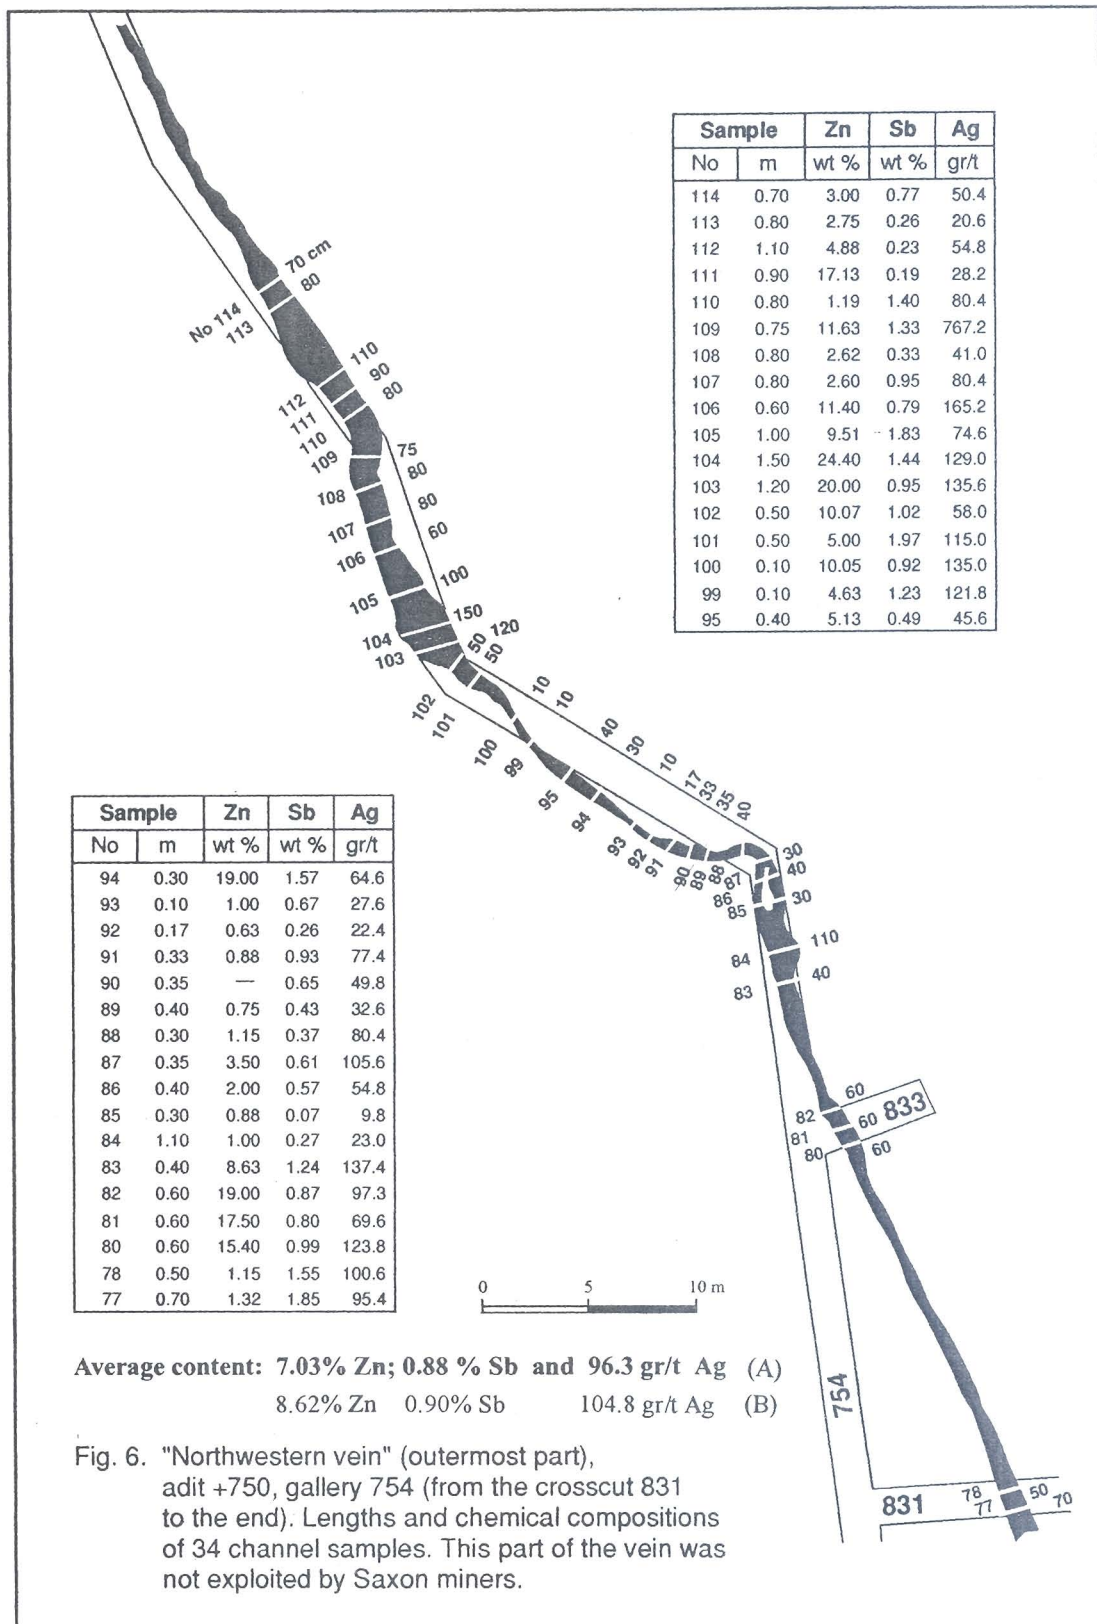 70 cm
80
No 114
113
110
90
80
112
111
110
109
75
80
108
80
107
60
106
100
105
150
104
50 120
103
50
102
101
100
99
10
10
40
30
10
17
33
35
40
95
94
93
92
91
90
89
88
87
86
85
30
40
30
84
110
83
40
82
60
81
60 833
80
60
754
831
78
50
77
70
Sample Zn Sb Ag
No m wt % wt % gr/t
114 0.70 3.00 0.77 50.4
113 0.80 2.75 0.26 20.6
112 1.10 4.88 0.23 54.8
111 0.90 17.13 0.19 28.2
110 0.80 1.19 1.40 80.4
109 0.75 11.63 1.33 767.2
108 0.80 2.62 0.33 41.0
107 0.80 2.60 0.95 80.4
106 0.60 11.40 0.79 165.2
105 1.00 9.51 1.83 74.6
104 1.50 24.40 1.44 129.0
103 1.20 20.00 0.95 135.6
102 0.50 10.07 1.02 58.0
101 0.50 5.00 1.97 115.0
100 0.10 10.05 0.92 135.0
99 0.10 4.63 1.23 121.8
95 0.40 5.13 0.49 45.6
Sample Zn Sb Ag
No m wt % wt % gr/t
94 0.30 19.00 1.57 64.6
93 0.10 1.00 0.67 27.6
92 0.17 0.63 0.26 22.4
91 0.33 0.88 0.93 77.4
90 0.35 — 0.65 49.8
89 0.40 0.75 0.43 32.6
88 0.30 1.15 0.37 80.4
87 0.35 3.50 0.61 105.6
86 0.40 2.00 0.57 54.8
85 0.30 0.88 0.07 9.8
84 1.10 1.00 0.27 23.0
83 0.40 8.63 1.24 137.4
82 0.60 19.00 0.87 97.3
81 0.60 17.50 0.80 69.6
80 0.60 15.40 0.99 123.8
78 0.50 1.15 1.55 100.6
77 0.70 1.32 1.85 95.4
0 5 10 m
Average content: 7.03% Zn; 0.88 % Sb and 96.3 gr/t Ag (A)
8.62% Zn 0.90% Sb 104.8 gr/t Ag (B)
Fig. 6. "Northwestern vein" (outermost part),
adit +750, gallery 754 (from the crosscut 831
to the end). Lengths and chemical compositions
of 34 channel samples. This part of the vein was
not exploited by Saxon miners.